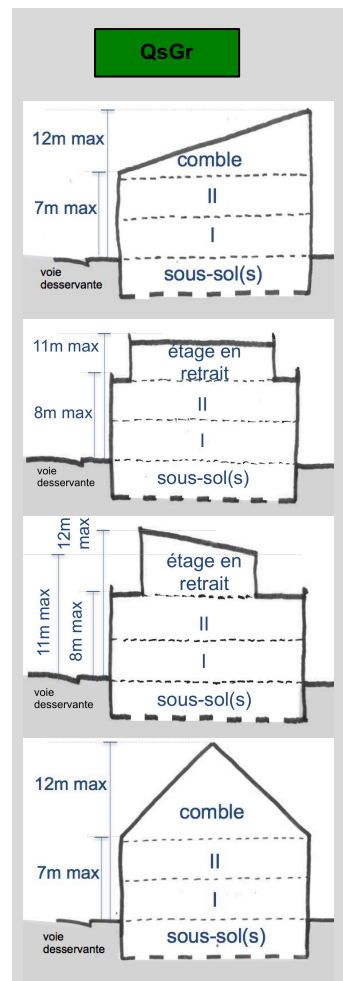 QsGr
12m max
comble
7m max
II
I
voie
desservante
sous-sol(s)
11m max
étage en
retrait
8m max
II
I
voie
desservante
sous-sol(s)
12m
max
étage en
retrait
11m max
8m max
II
I
voie
desservante
sous-sol(s)
12m max
comble
7m max
II
I
voie
desservante
sous-sol(s)